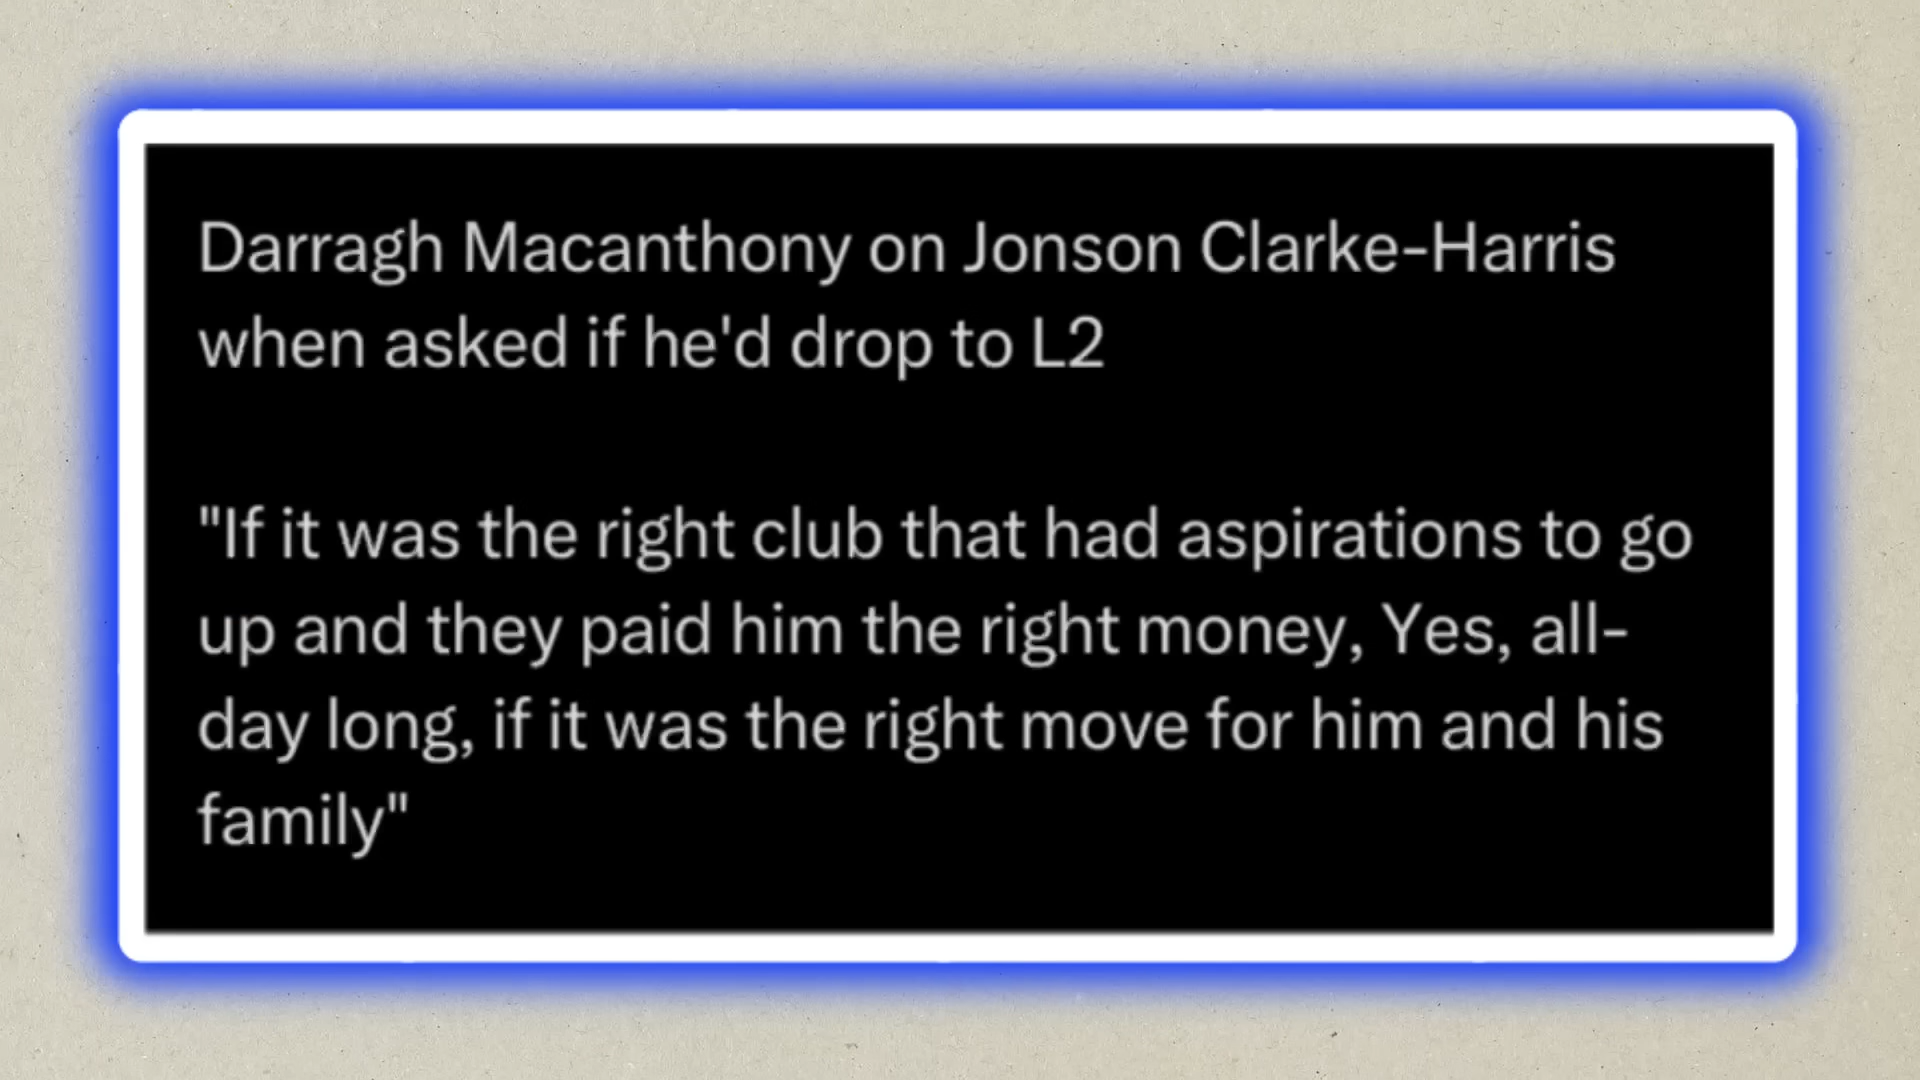 Darragh Macanthony on Jonson Clarke-Harris
when asked if he'd drop to L2
"If it was the right club that had aspirations to go
up and they paid him the right money, Yes, all-
day long, if it was the right move for him and his
family"